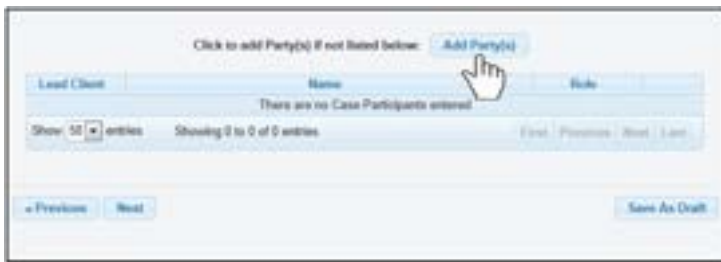 Click to add Party(s) if not listed below: Add Party(s)
Lead Client Name Role
There are no Case Participants entered
Show 50 entries Showing 0 to 0 of 0 entries First Previous Next Last
« Previous Next Save As Draft